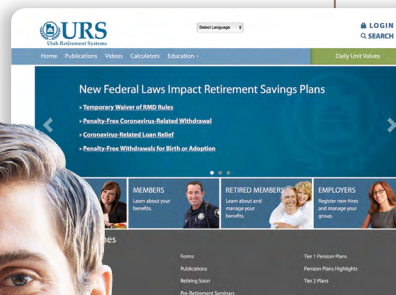 URS
Utah Retirement Systems
Select Language
LOGIN
SEARCH
Home Publications Videos Calculators Education
Daily Unit Values
New Federal Laws Impact Retirement Savings Plans
» Temporary Waiver of RMD Rules
» Penalty-Free Coronavirus-Related Withdrawal
» Coronavirus-Related Loan Relief
» Penalty-Free Withdrawals for Birth or Adoption
MEMBERS
Learn about your
benefits.
RETIRED MEMBERS
Learn about and
manage your
benefits.
EMPLOYERS
Register new hires
and manage your
group.
Forms
Publications
Retiring Soon
Pre-Retirement Seminars
Tier 1 Pension Plans
Pension Plans Highlights
Tier 2 Plans